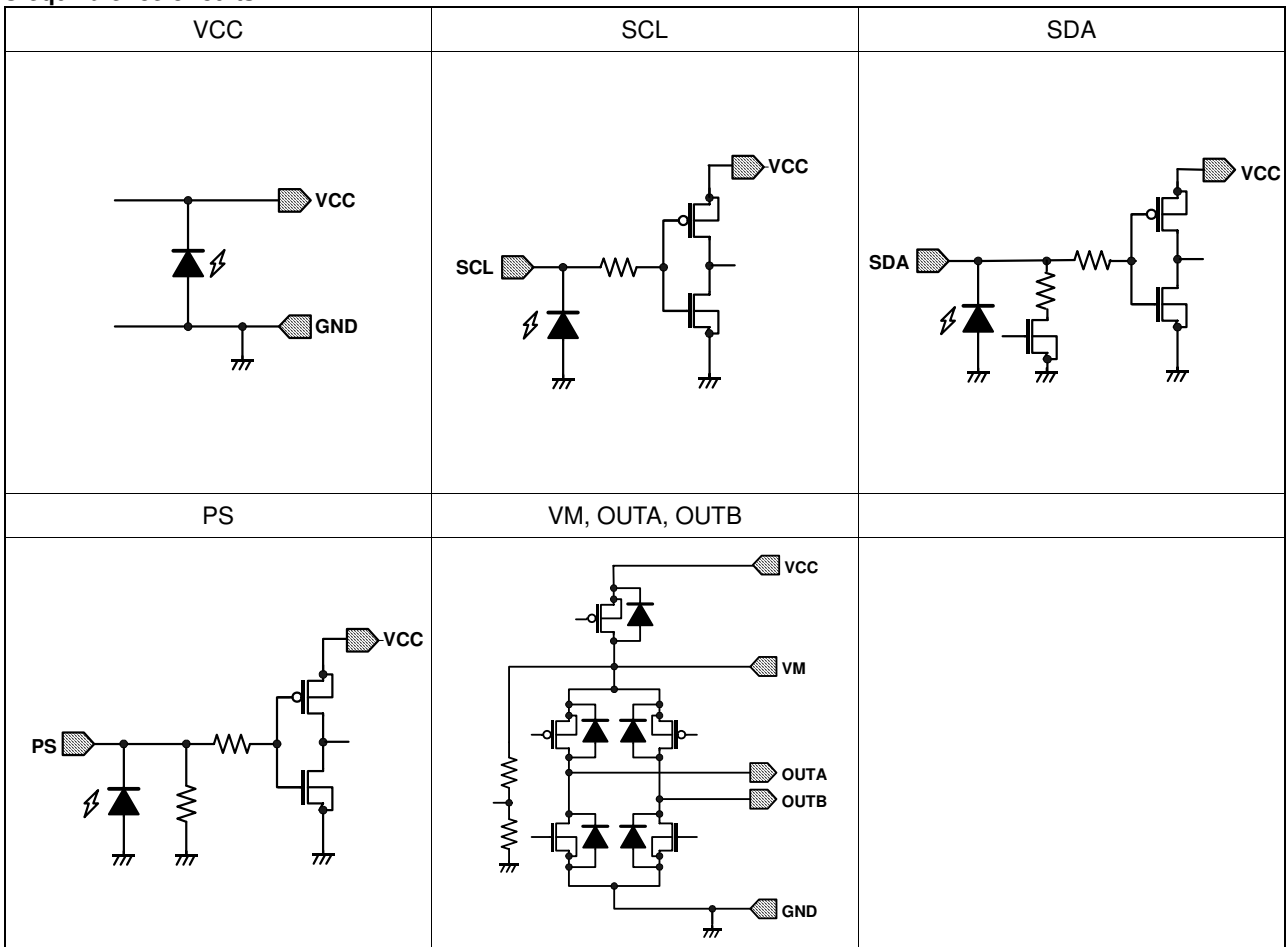 VCC
SCL
SDA
VCC
GND
SCL
VCC
SDA
VCC
PS
VM, OUTA, OUTB
PS
VCC
VCC
VM
OUTA
OUTB
GND